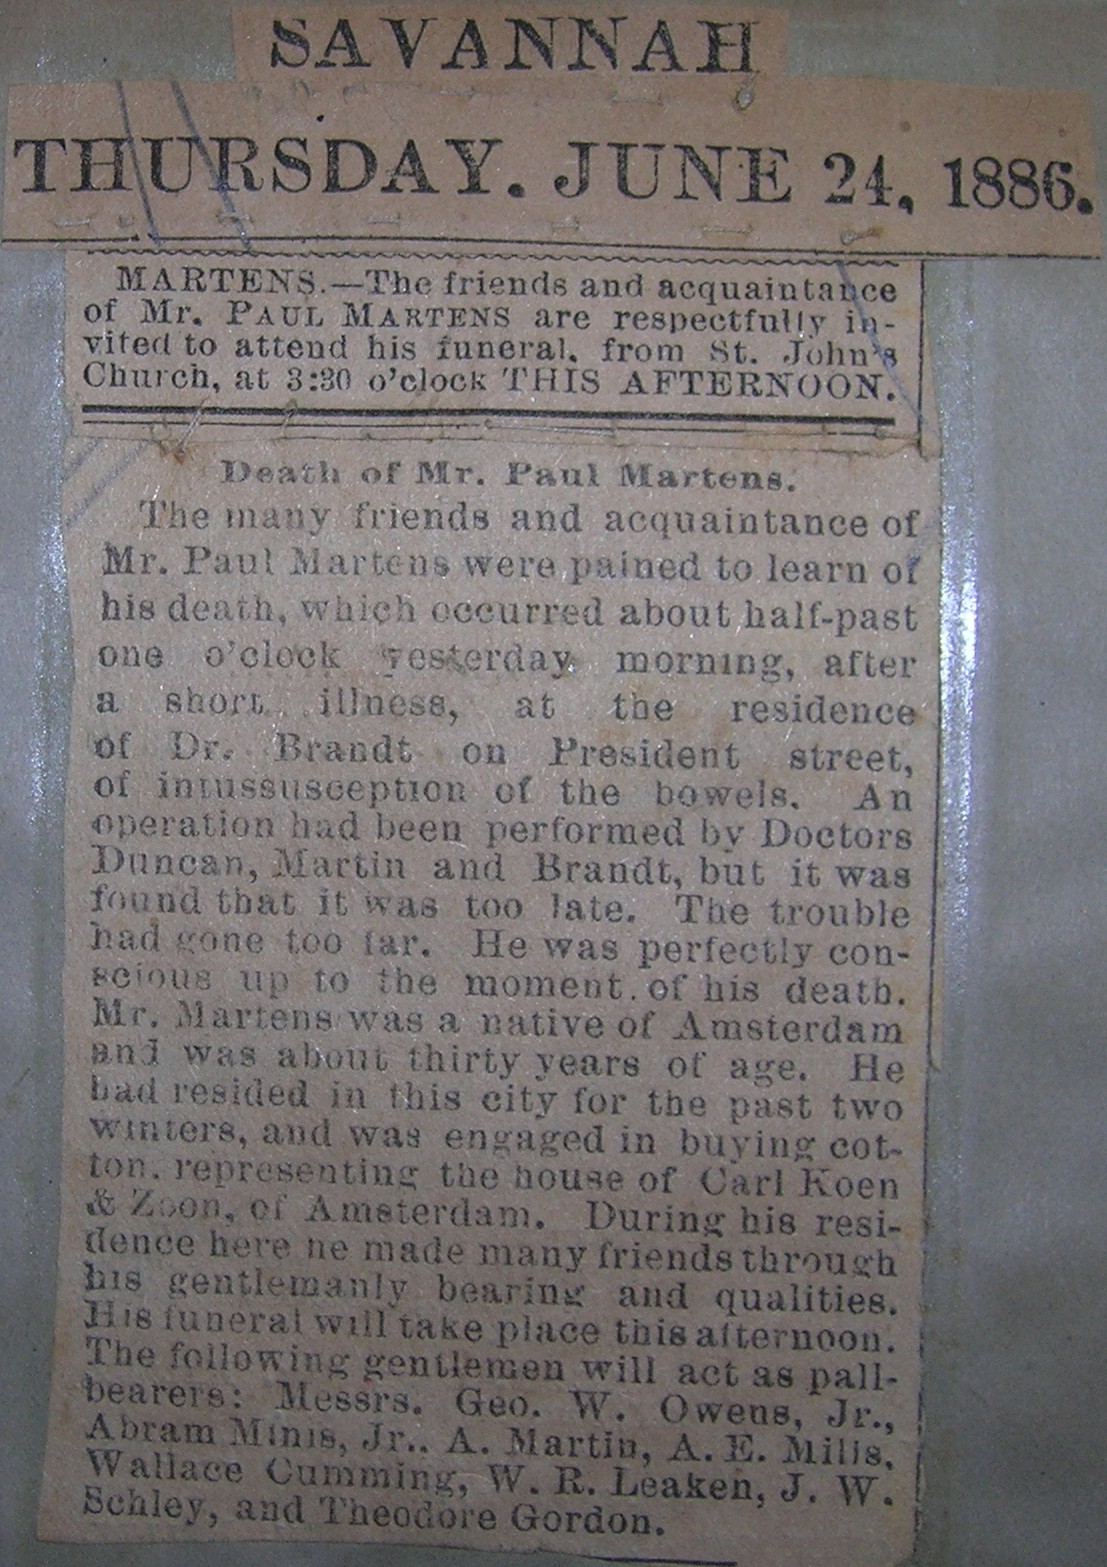 SAVANNAH
THURSDAY. JUNE 24, 1886.
MARTENS.—The friends and acquaintance
of Mr. PAUL MARTENS are respectfully in-
vited to attend his funeral, from St. John's
Church, at 3:30 o'clock THIS AFTERNOON.
Death of Mr. Paul Martens.
The many friends and acquaintance of
Mr. Paul Martens were pained to learn of
his death, which occurred about half-past
one o'clock yesterday morning, after
a short illness, at the residence
of Dr. Brandt on President street,
of intussusception of the bowels. An
operation had been performed by Doctors
Duncan, Martin and Brandt, but it was
found that it was too late. The trouble
had gone too far. He was perfectly con-
scious up to the moment of his death.
Mr. Martens was a native of Amsterdam
and was about thirty years of age. He
had resided in this city for the past two
winters, and was engaged in buying cot-
ton, representing the house of Carl Koen
& Zoon, of Amsterdam. During his resi-
dence here he made many friends through
his gentlemanly bearing and qualities.
His funeral will take place this afternoon.
The following gentlemen will act as pall-
bearers: Messrs. Geo. W. Owens, Jr.,
Abram Minis, Jr., A. Martin, A. E. Mills,
Wallace Cumming, W. R. Leaken, J. W.
Schley, and Theodore Gordon.